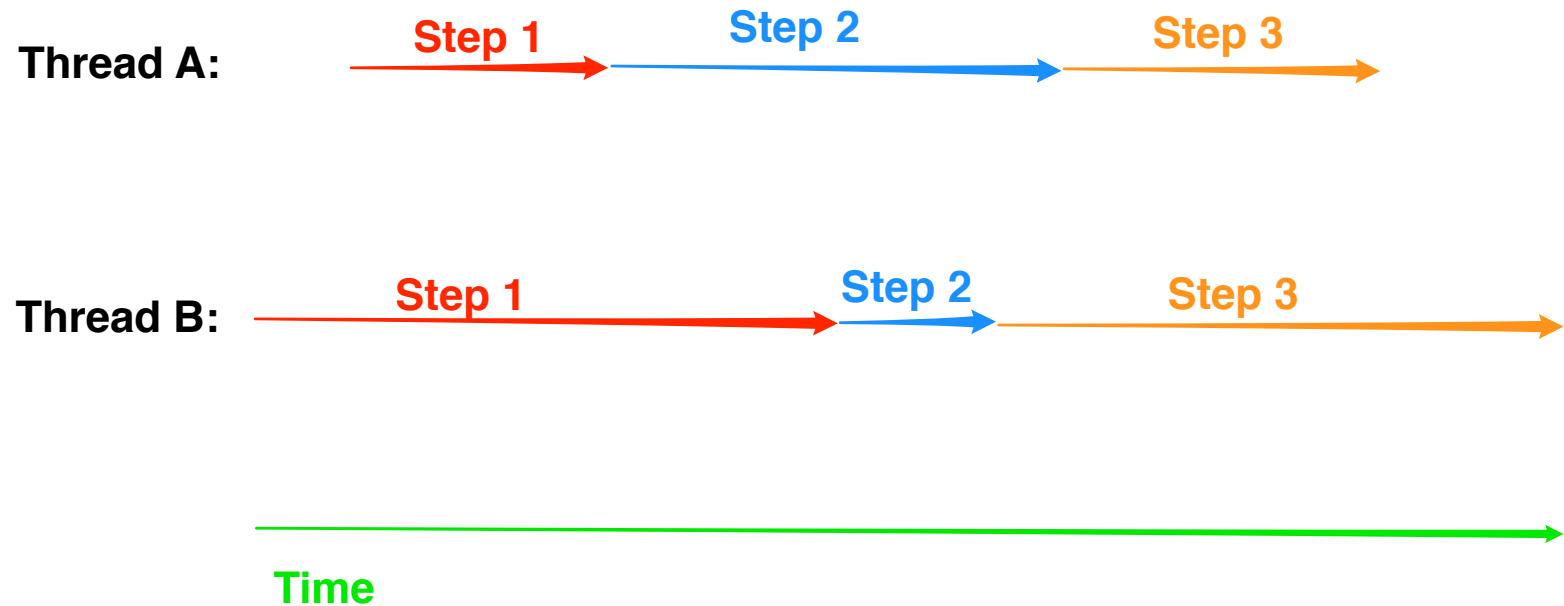 Thread A:
Step 1
Step 2
Step 3
Thread B:
Step 1
Step 2
Step 3
Time